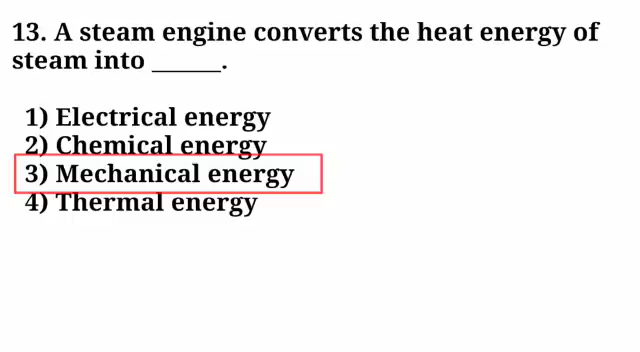 13. A steam engine converts the heat energy of
steam into ______.
1) Electrical energy
2) Chemical energy
3) Mechanical energy
4) Thermal energy